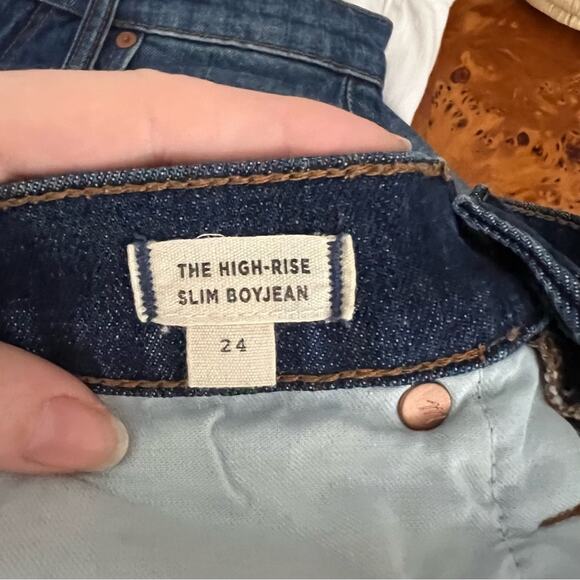 THE HIGH-RISE
SLIM BOYJEAN
24